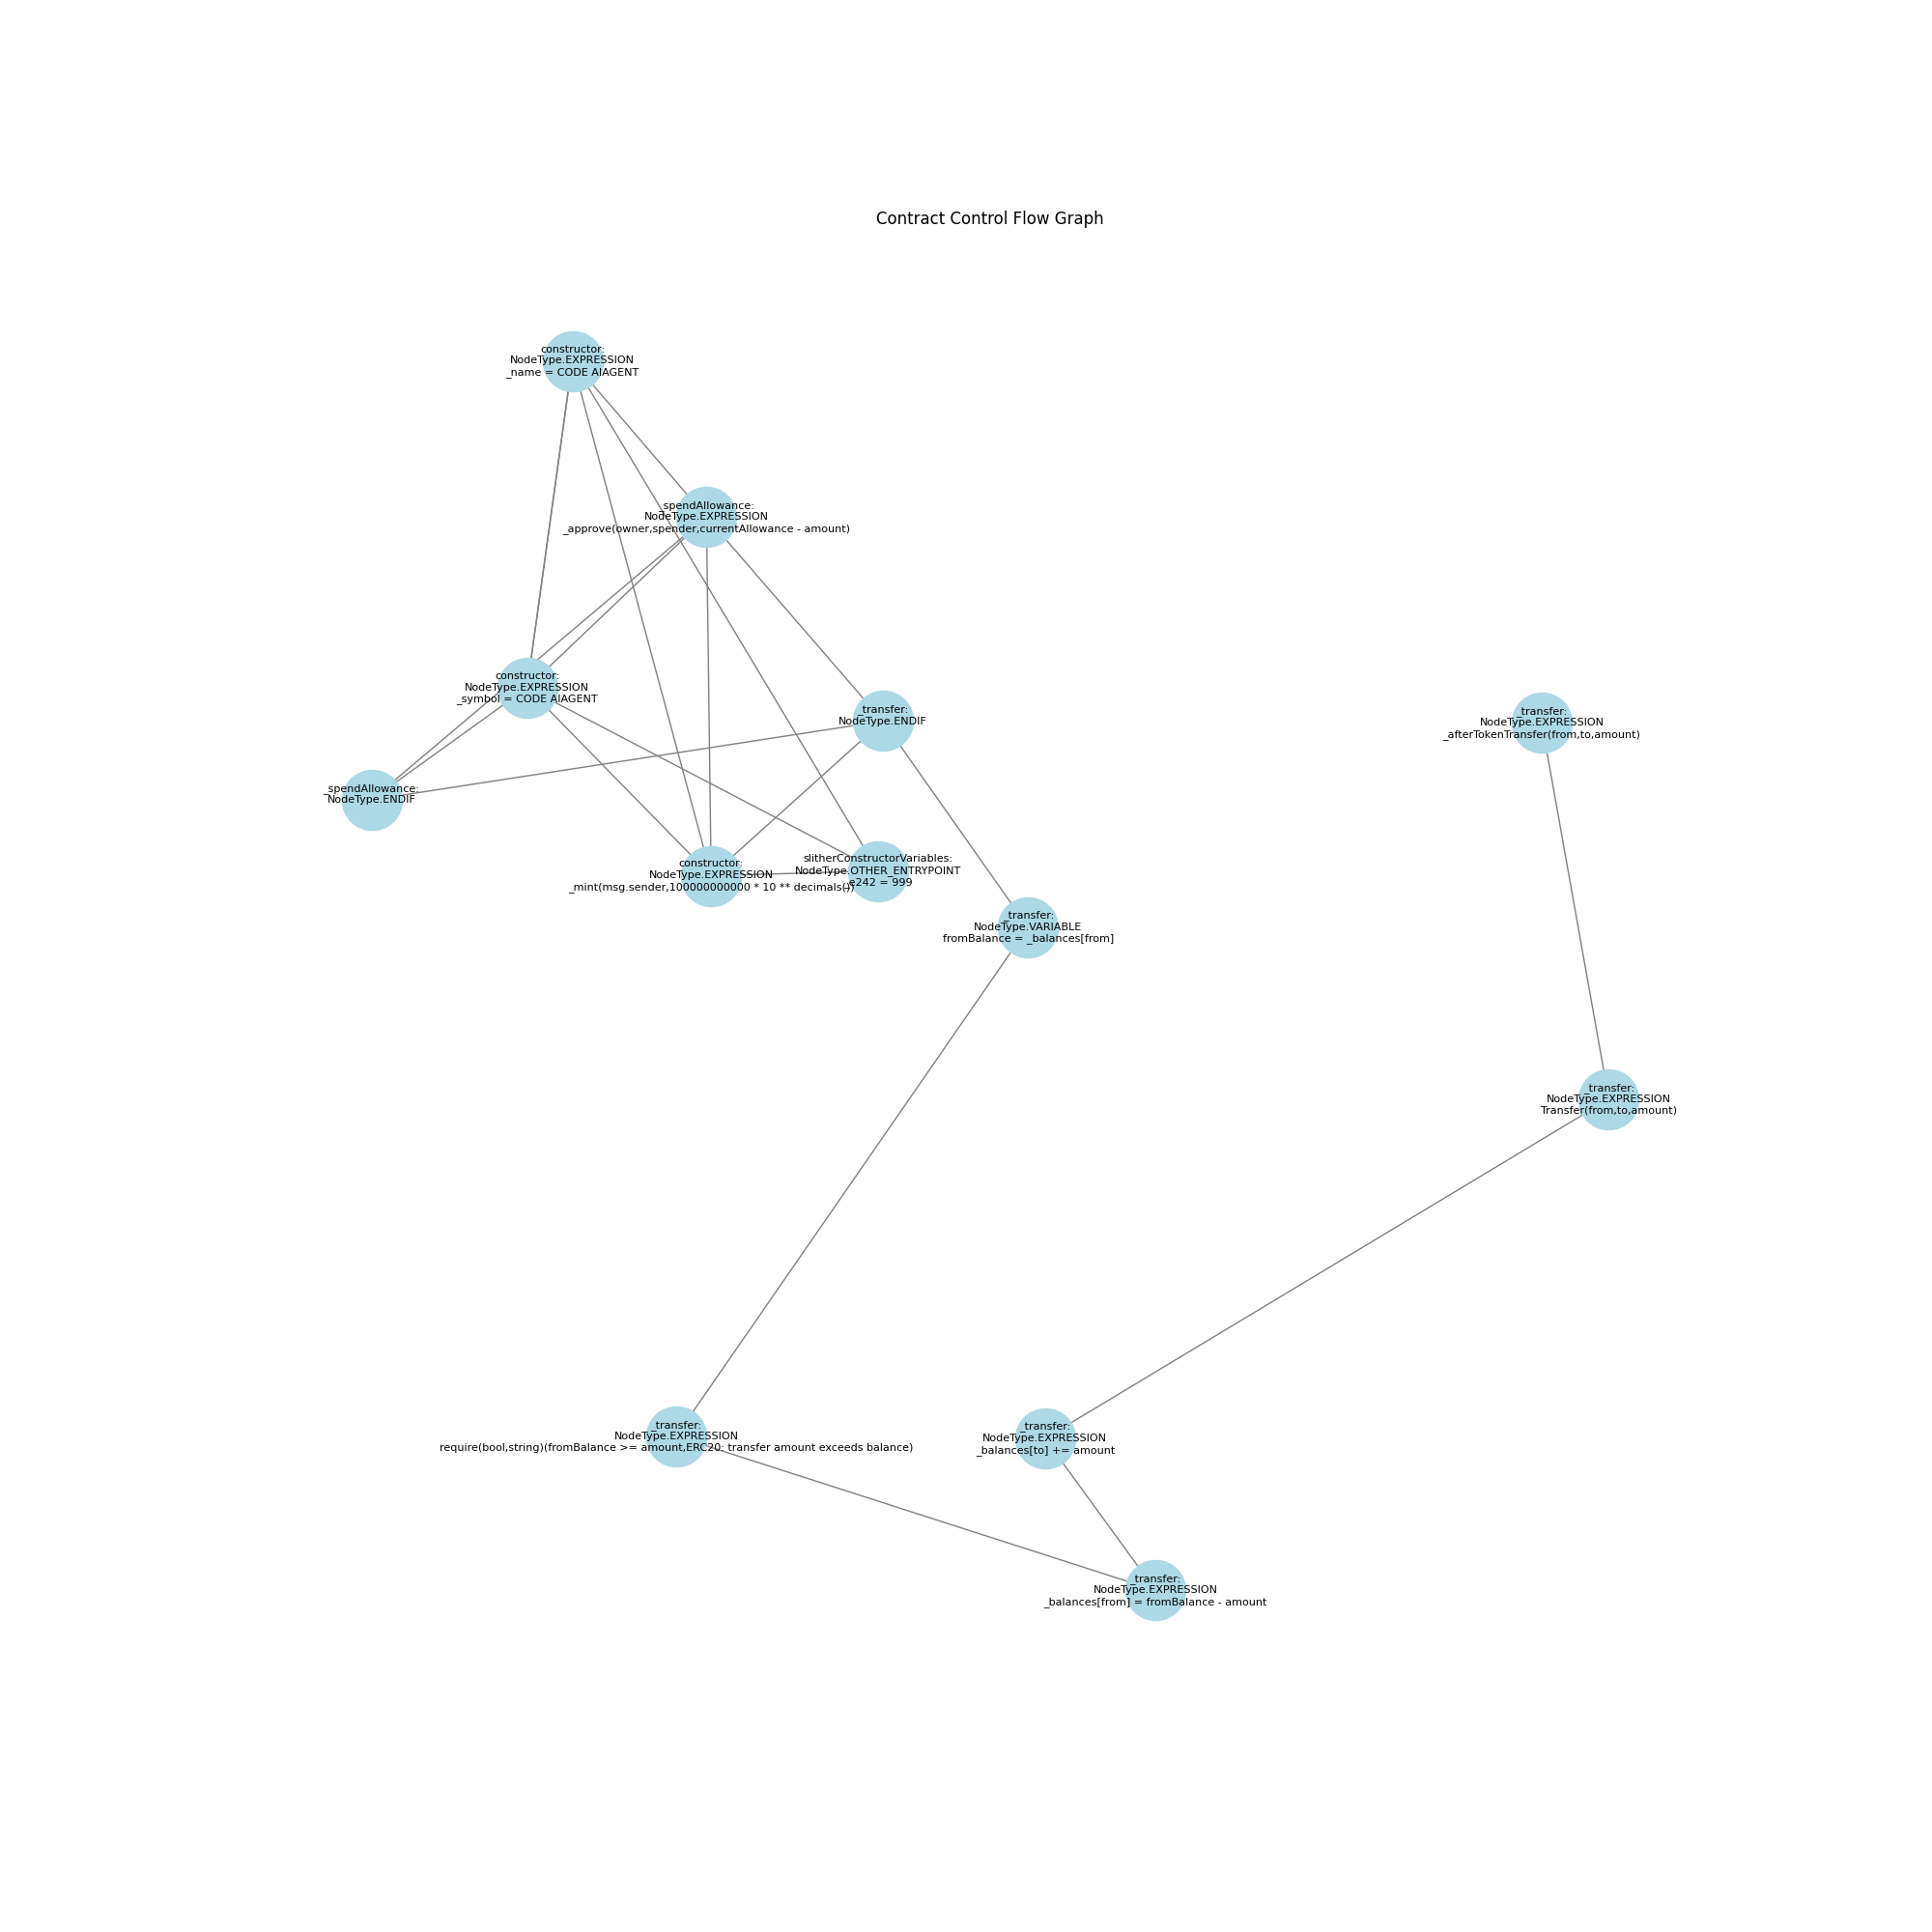 Contract Control Flow Graph
constructor:
NodeType.EXPRESSION
_name = CODE AIAGENT
_spendAllowance:
NodeType.EXPRESSION
_approve(owner,spender,currentAllowance - amount)
constructor:
NodeType.EXPRESSION
_symbol = CODE AIAGENT
_transfer:
NodeType.ENDIF
_transfer:
NodeType.EXPRESSION
_afterTokenTransfer(from,to,amount)
_spendAllowance:
NodeType.ENDIF
constructor:
NodeType.EXPRESSION
_mint(msg.sender,100000000000 * 10 ** decimals())
slitherConstructorVariables:
NodeType.OTHER_ENTRYPOINT
_e242 = 999
_transfer:
NodeType.VARIABLE
fromBalance = _balances[from]
_transfer:
NodeType.EXPRESSION
Transfer(from,to,amount)
_transfer:
NodeType.EXPRESSION
require(bool,string)(fromBalance >= amount,ERC20: transfer amount exceeds balance)
_transfer:
NodeType.EXPRESSION
_balances[to] += amount
_transfer:
NodeType.EXPRESSION
_balances[from] = fromBalance - amount